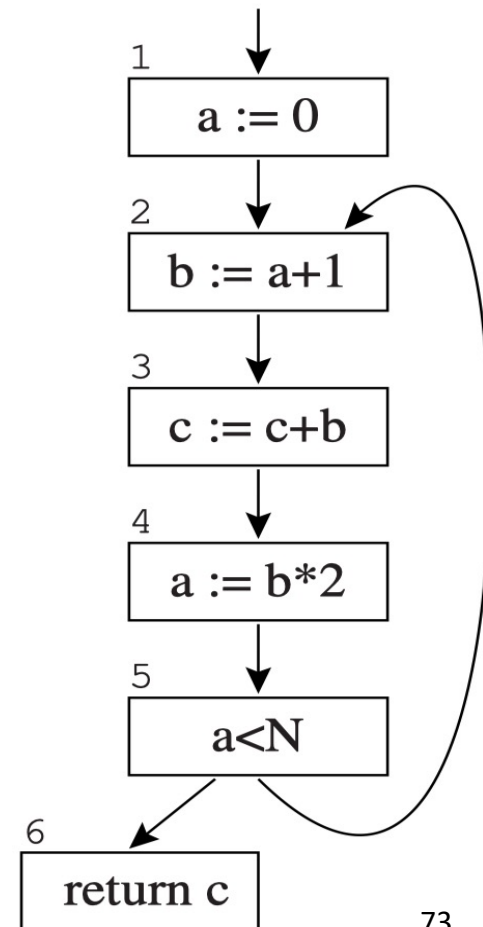 1
a := 0
2
b := a+1
3
c := c+b
4
a := b*2
5
a<N
6
return c
73